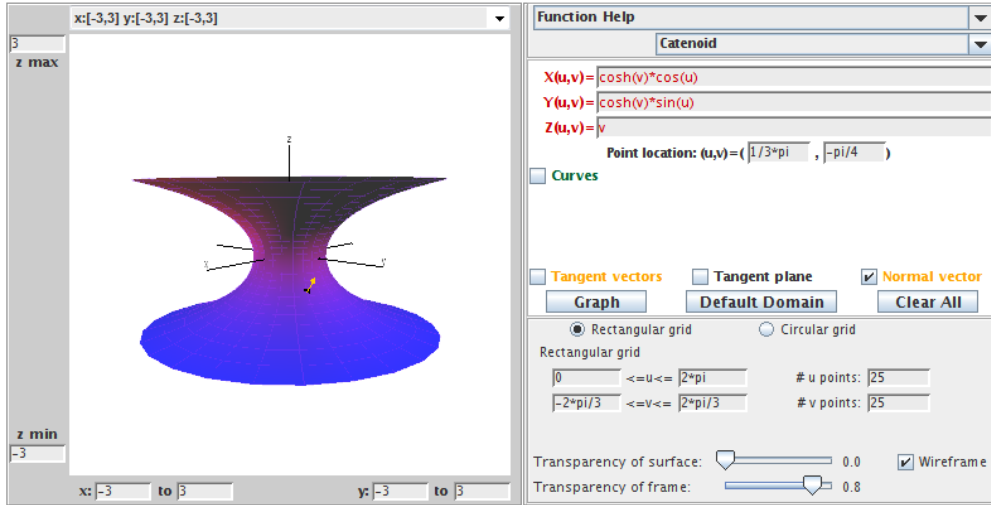 x:[-3,3] y:[-3,3] z:[-3,3]
3
z max
z
x
y
z min
-3
x: -3 to 3 y: -3 to 3
Function Help
Catenoid
X(u,v)= cosh(v)*cos(u)
Y(u,v)= cosh(v)*sin(u)
Z(u,v)= v
Point location: (u,v)=( 1/3*pi , -pi/4 )
Curves
Tangent vectors Tangent plane Normal vector
Graph Default Domain Clear All
Rectangular grid Circular grid
Rectangular grid
0 <=u<= 2*pi # u points: 25
-2*pi/3 <=v<= 2*pi/3 # v points: 25
Transparency of surface: 0.0 Wireframe
Transparency of frame: 0.8